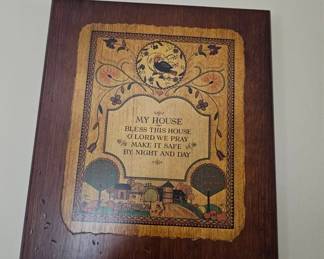 MY HOUSE
BLESS THIS HOUSE
O LORD WE PRAY
MAKE IT SAFE
BY NIGHT AND DAY